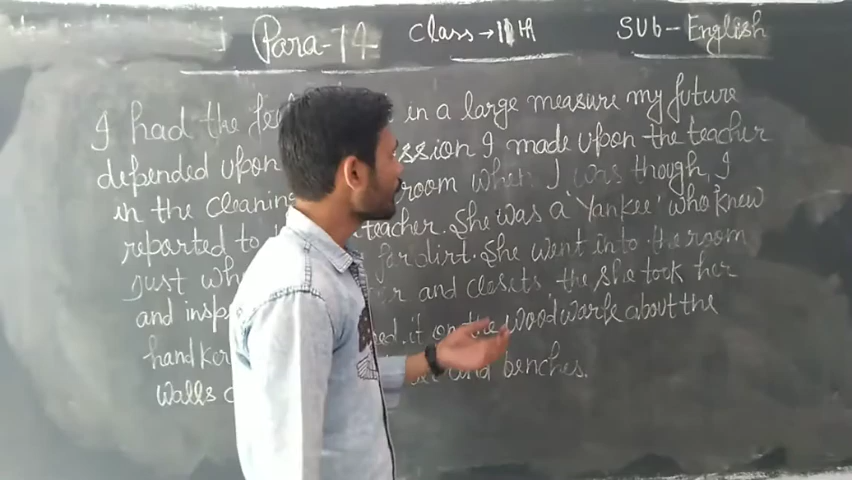 Para-14 Class → 11th Sub- English
I had the in a large measure my future
depended upon ssion I made upon the teacher
in the cleaning room when I was though, I
reported to teacher. She was a 'Yankee' who knew
just wh for dirt. She went into the room
and insp and closets the she took her
handker ed. it on the woodwork about the
walls and benches.